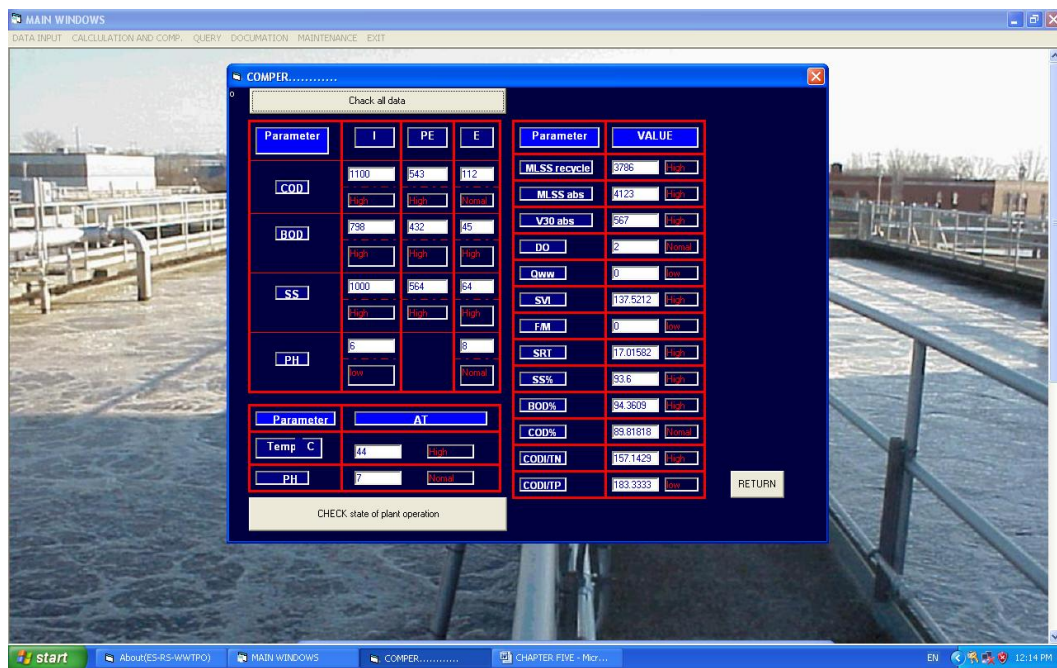 MAIN WINDOWS
DATA INPUT CALCLULATION AND COMP. QUERY DOCUMATION MAINTENANCE EXIT
COMPER............
o
Chack all data
Parameter I PE E
COD 1100 543 112
High High Nomal
BOD 798 432 45
High High High
SS 1000 564 64
High High High
PH 6 8
low Nomal
Parameter AT
Temp C 44 High
PH 7 Nomal
CHECK state of plant operation
Parameter VALUE
MLSS recycle 3786 High
MLSS abs 4123 High
V30 abs 567 High
DO 2 Nomal
Qww 0 low
SVI 137.5212 High
F/M 0 low
SRT 17.01582 High
SS% 93.6 High
BOD% 94.3609 High
COD% 89.81818 Nomal
CODI/TN 157.1429 High
CODI/TP 183.3333 low
RETURN
start About(ES-RS-WWTPO) MAIN WINDOWS COMPER............ CHAPTER FIVE - Micr... EN 12:14 PM